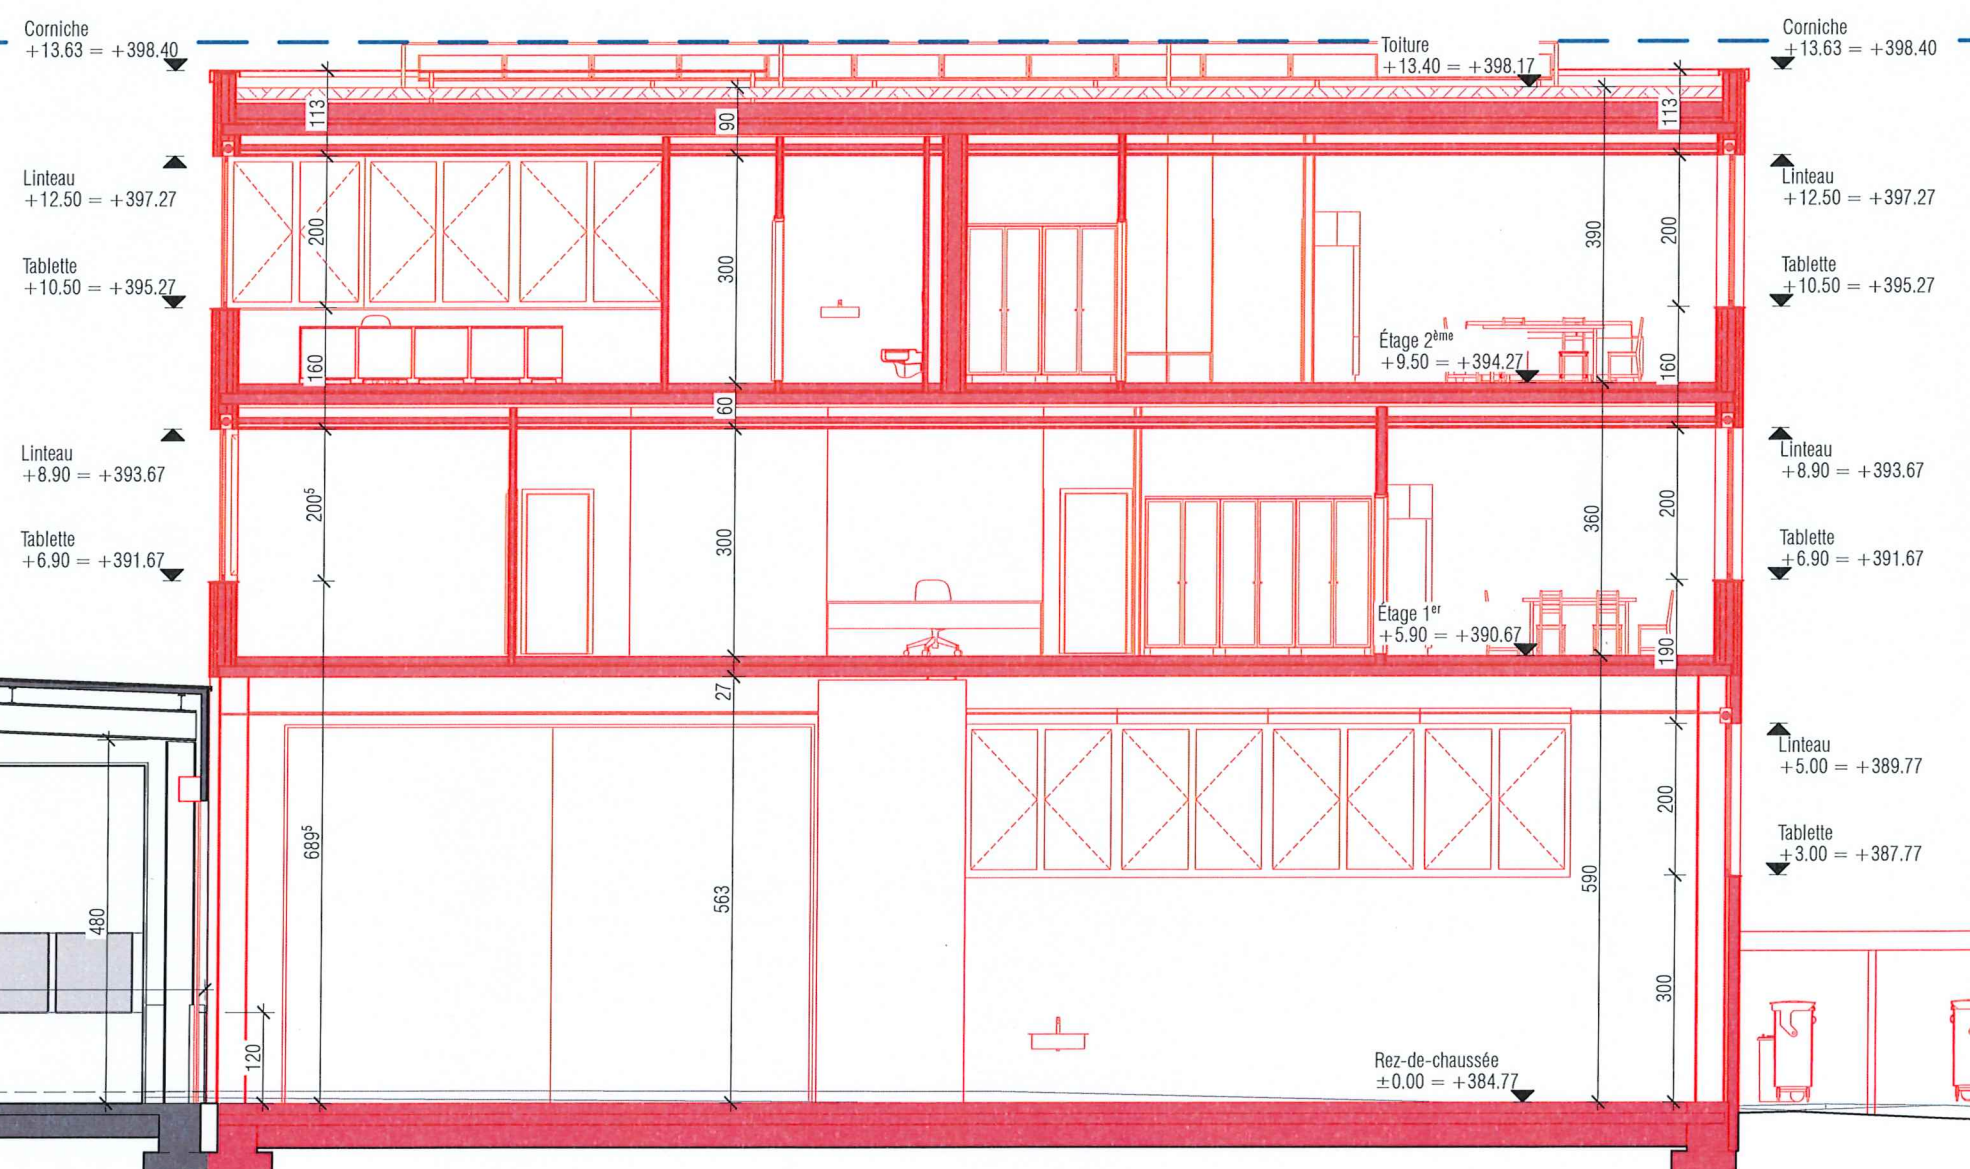 Corniche
+13.63 = +398.40
Linteau
+12.50 = +397.27
Tablette
+10.50 = +395.27
Linteau
+8.90 = +393.67
Tablette
+6.90 = +391.67
480
120
113
200
160
200⁵
689⁵
90
300
60
300
27
563
Toiture
+13.40 = +398.17
Étage 2ème
+9.50 = +394.27
Étage 1er
+5.90 = +390.67
Rez-de-chaussée
±0.00 = +384.77
390
360
590
113
200
160
200
190
200
300
Corniche
+13.63 = +398.40
Linteau
+12.50 = +397.27
Tablette
+10.50 = +395.27
Linteau
+8.90 = +393.67
Tablette
+6.90 = +391.67
Linteau
+5.00 = +389.77
Tablette
+3.00 = +387.77